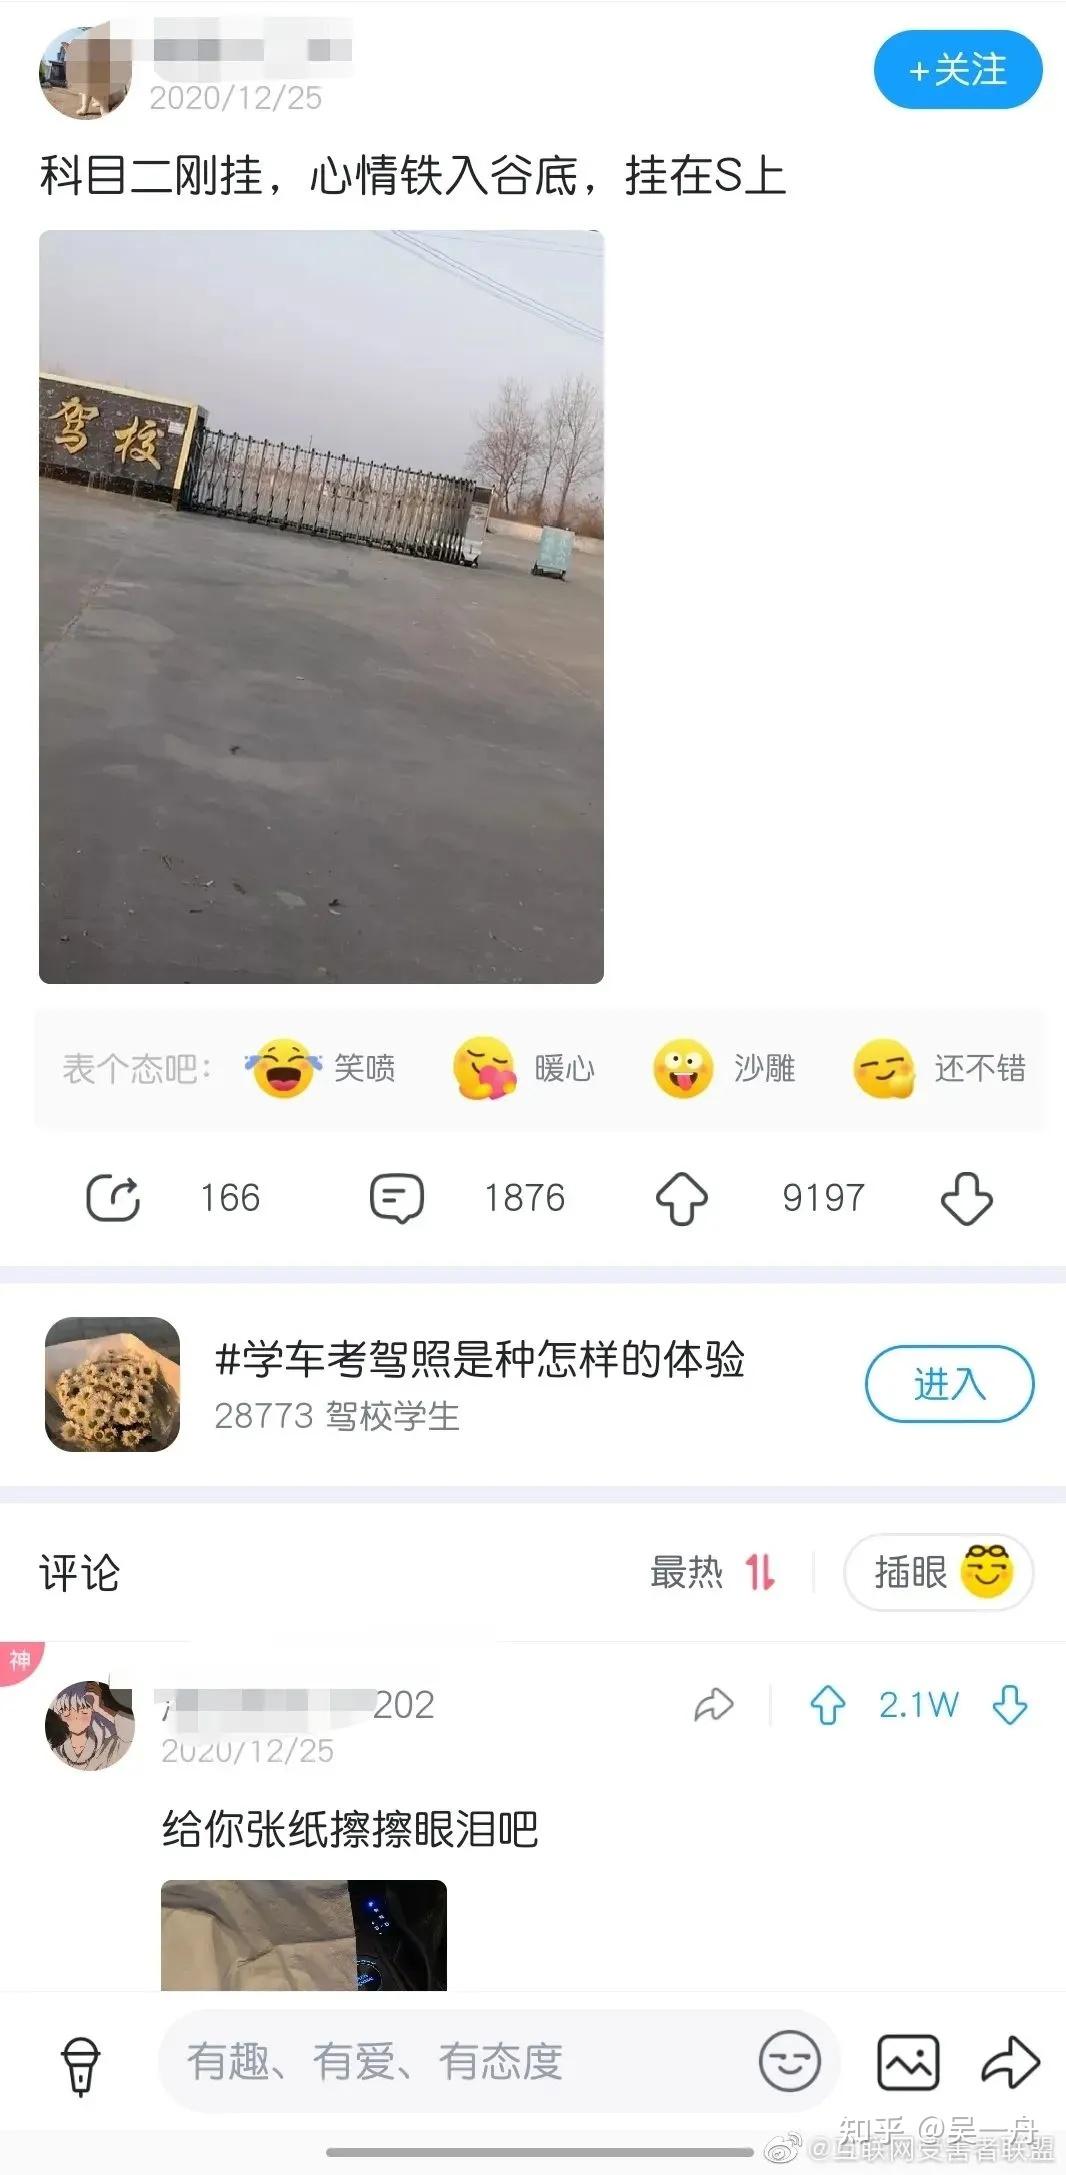 2020/12/25
+关注
科目二刚挂，心情铁入谷底，挂在S上
驾校
表个态吧：
笑喷
暖心
沙雕
还不错
166
1876
9197
#学车考驾照是种怎样的体验
28773 驾校学生
进入
评论
最热
插眼
神
202
2.1W
2020/12/25
给你张纸擦擦眼泪吧
有趣、有爱、有态度
知乎 @吴一舟
@互联网受害者联盟